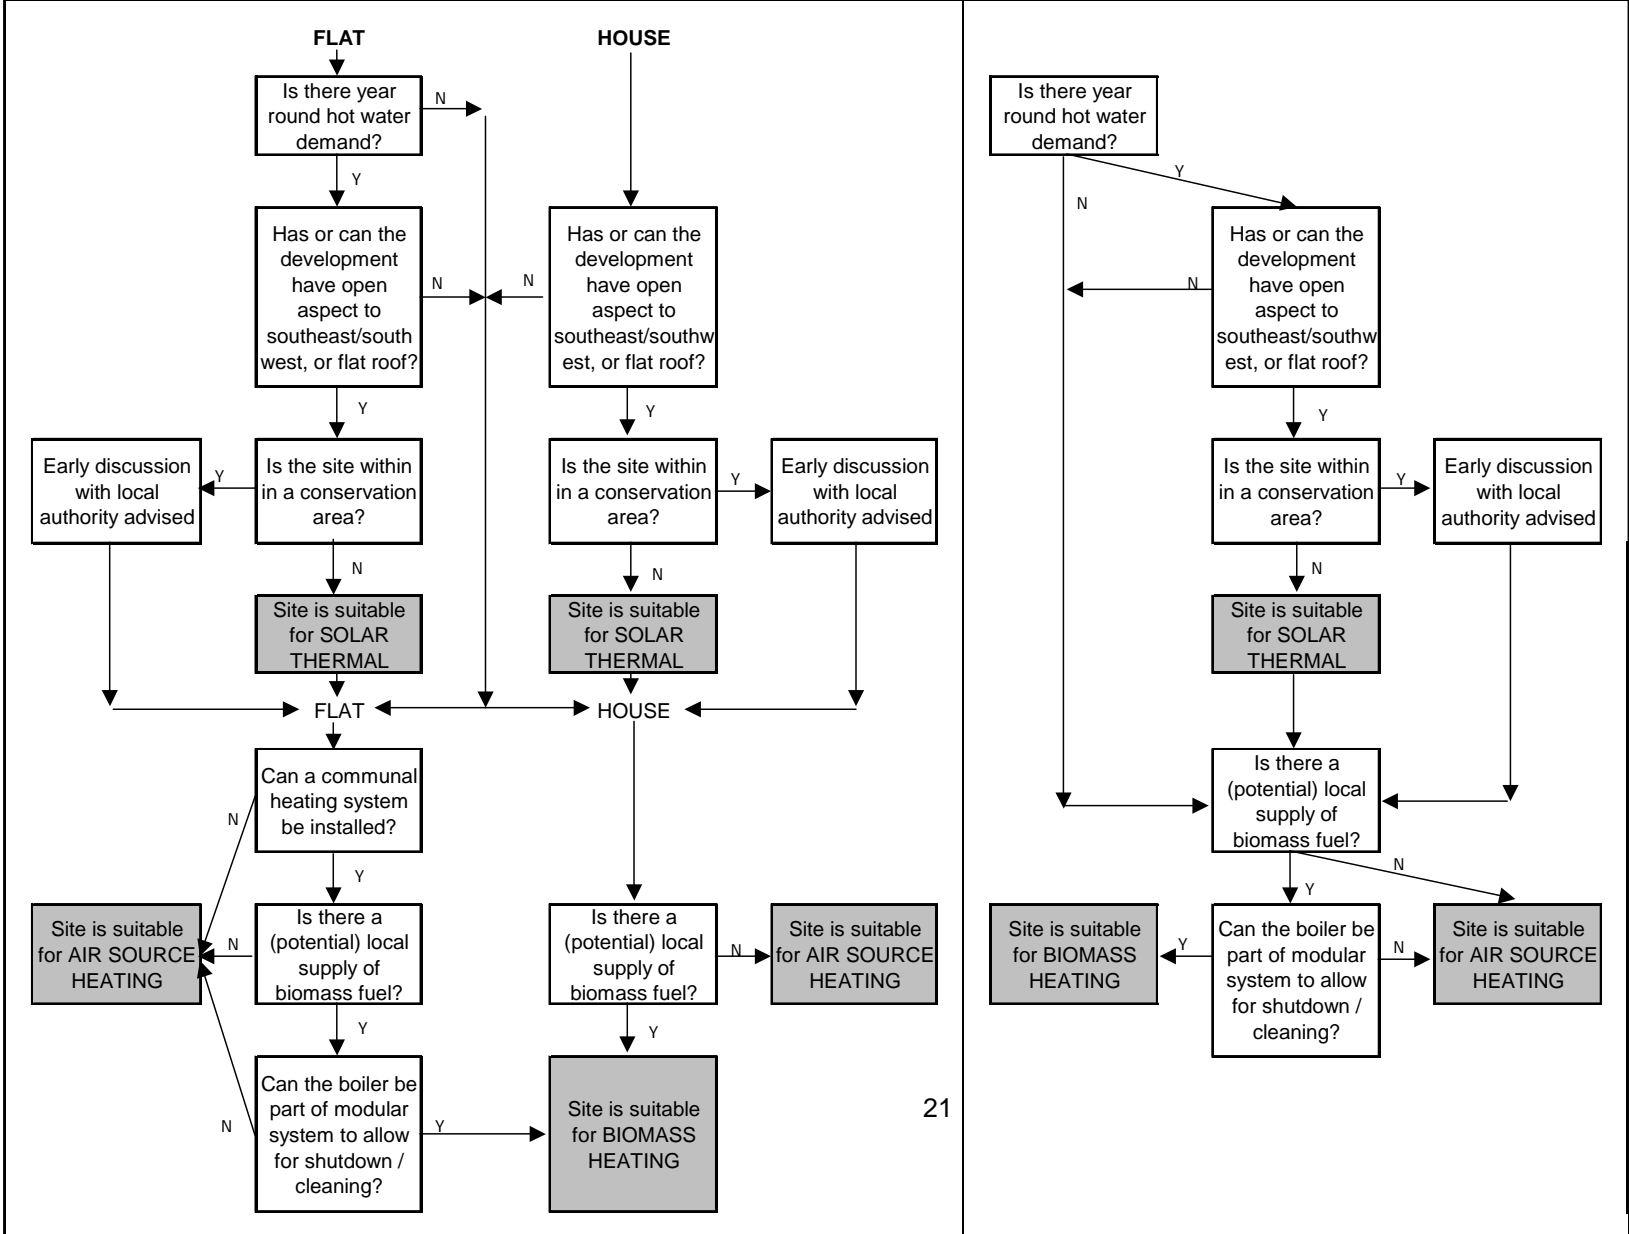 FLAT
HOUSE
Is there year
round hot water
demand?
N
Y
Has or can the
development
have open
aspect to
southeast/south
west, or flat roof?
N
Y
Has or can the
development
have open
aspect to
southeast/southw
est, or flat roof?
N
Y
Early discussion
with local
authority advised
Y
Is the site within
in a conservation
area?
N
Is the site within
in a conservation
area?
Y
N
Early discussion
with local
authority advised
Site is suitable
for SOLAR
THERMAL
Site is suitable
for SOLAR
THERMAL
FLAT
HOUSE
Can a communal
heating system
be installed?
N
Y
Site is suitable
for AIR SOURCE
HEATING
N
Is there a
(potential) local
supply of
biomass fuel?
Y
Is there a
(potential) local
supply of
biomass fuel?
N
Y
Site is suitable
for AIR SOURCE
HEATING
Can the boiler be
part of modular
system to allow
for shutdown /
cleaning?
N
Y
Site is suitable
for BIOMASS
HEATING
21
Is there year
round hot water
demand?
Y
N
Has or can the
development
have open
aspect to
southeast/southw
est, or flat roof?
N
Y
Is the site within
in a conservation
area?
Y
N
Early discussion
with local
authority advised
Site is suitable
for SOLAR
THERMAL
Is there a
(potential) local
supply of
biomass fuel?
N
Y
Site is suitable
for BIOMASS
HEATING
Y
Can the boiler be
part of modular
system to allow
for shutdown /
cleaning?
N
Site is suitable
for AIR SOURCE
HEATING